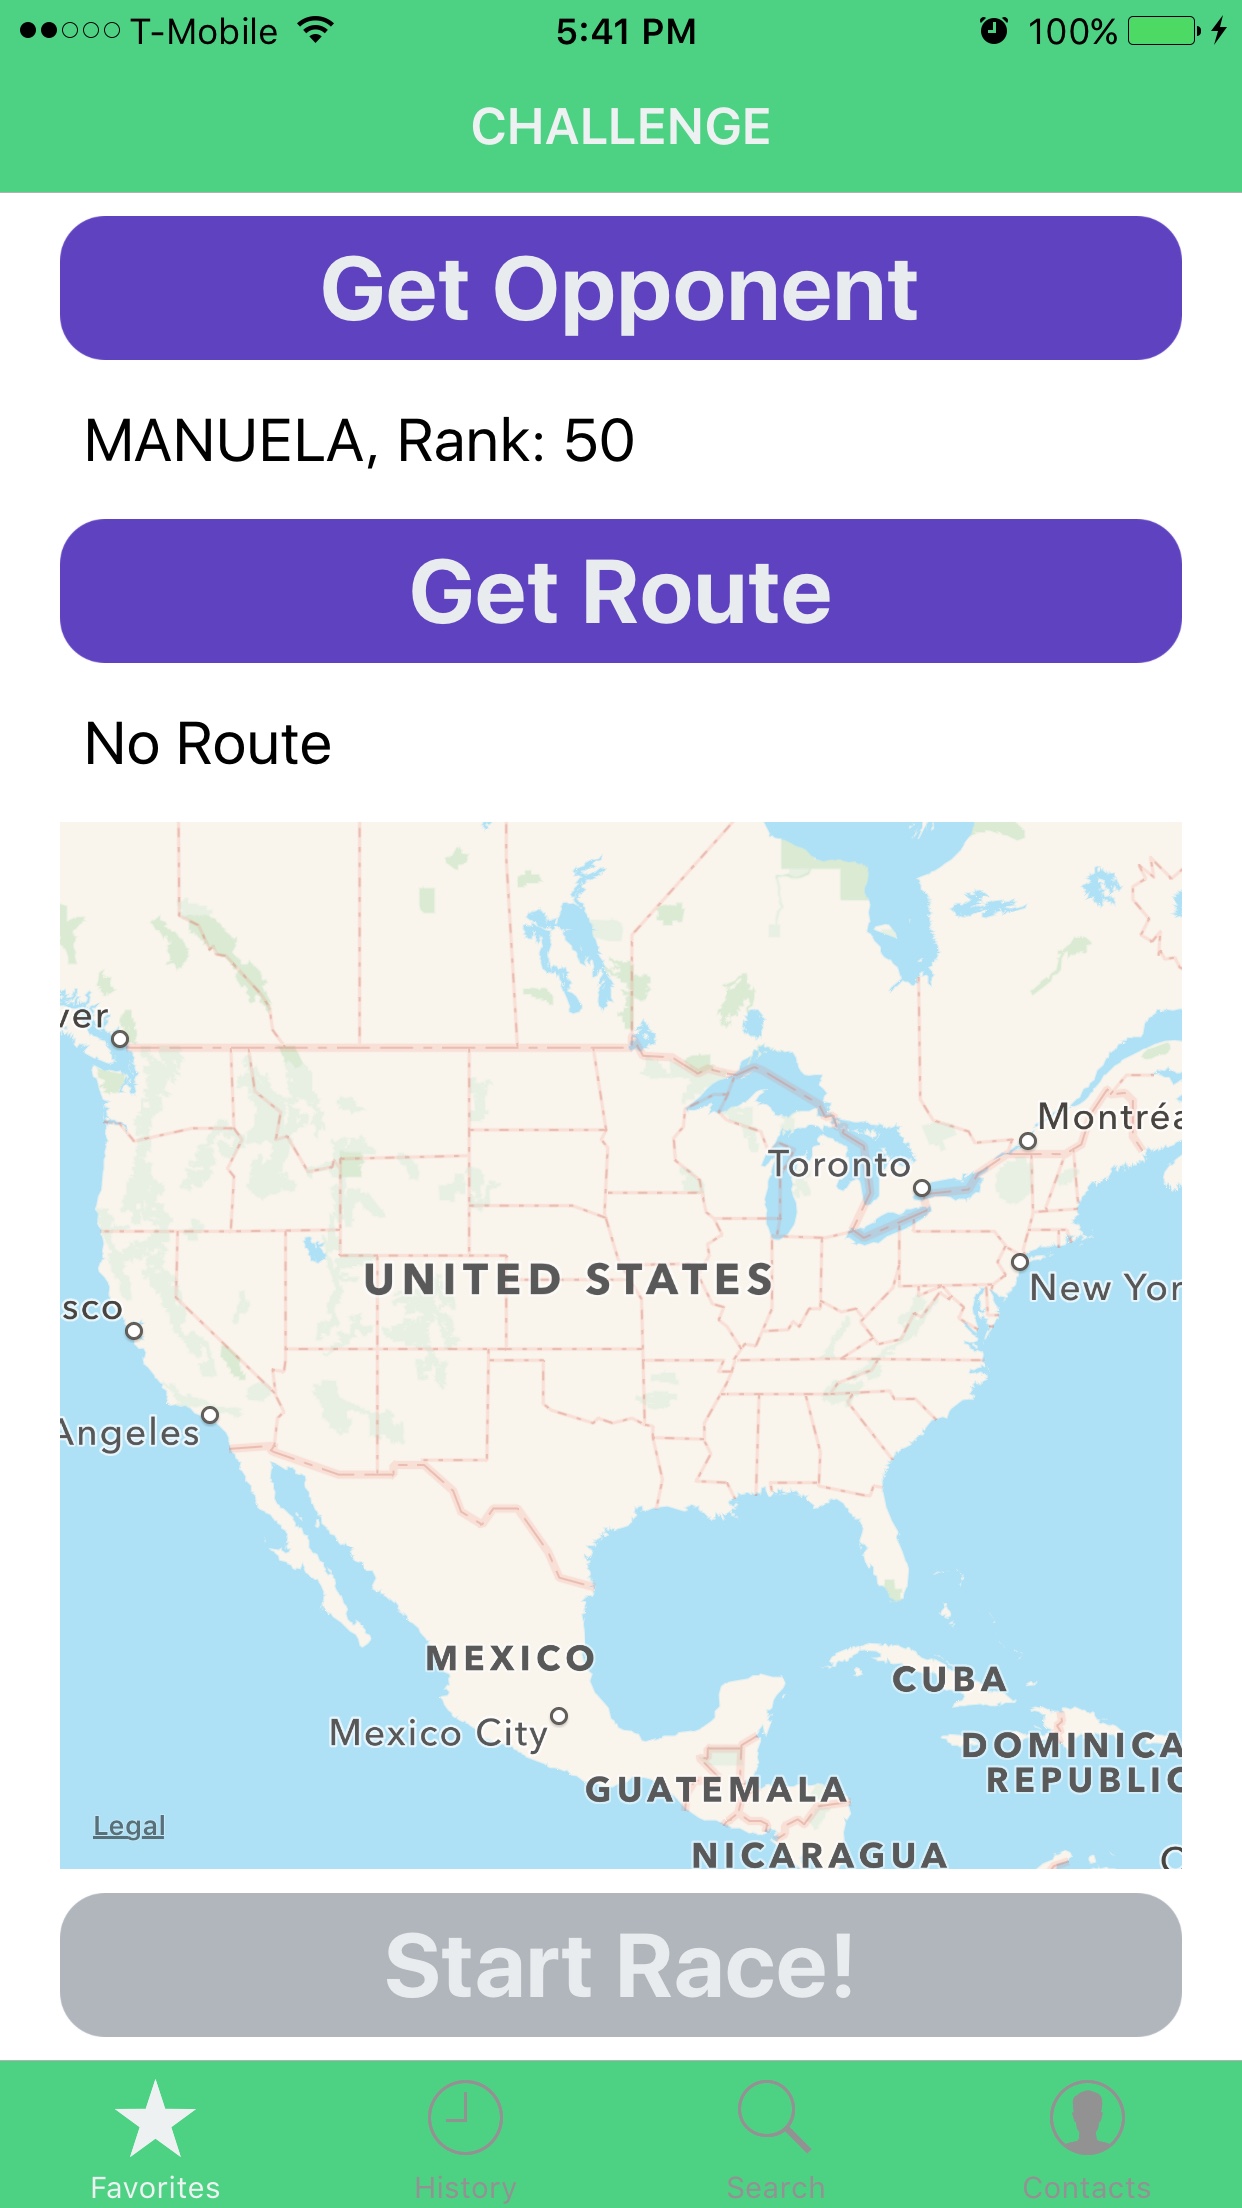 T-Mobile 5:41 PM 100%
CHALLENGE
Get Opponent
MANUELA, Rank: 50
Get Route
No Route
ver
Montréa
Toronto
UNITED STATES
New Yor
sco
Angeles
MEXICO
CUBA
Mexico City
DOMINICA
REPUBLIC
GUATEMALA
Legal
NICARAGUA
C
Start Race!
Favorites History Search Contacts